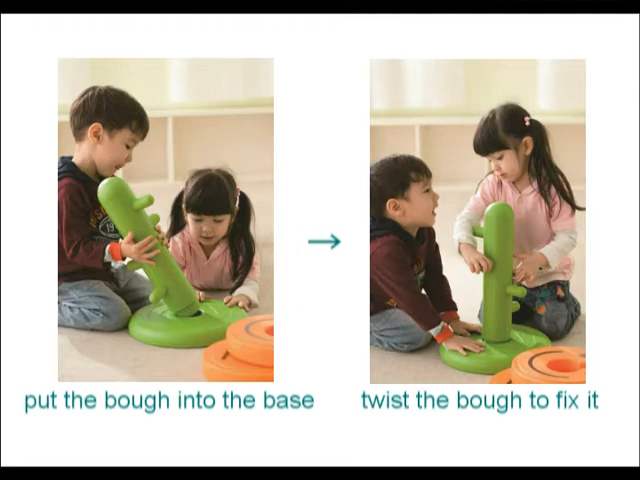 put the bough into the base
twist the bough to fix it